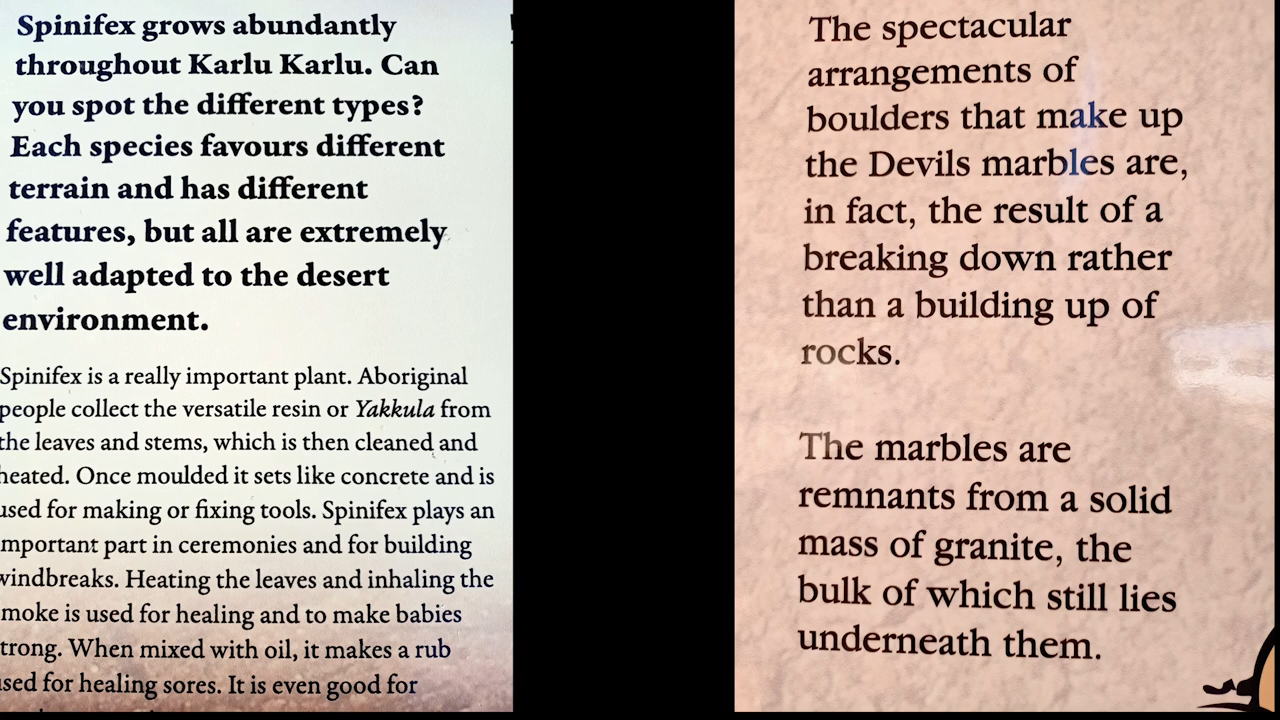 Spinifex grows abundantly
throughout Karlu Karlu. Can
you spot the different types?
Each species favours different
terrain and has different
features, but all are extremely
well adapted to the desert
environment.
Spinifex is a really important plant. Aboriginal
people collect the versatile resin or Yakkula from
the leaves and stems, which is then cleaned and
heated. Once moulded it sets like concrete and is
used for making or fixing tools. Spinifex plays an
mportant part in ceremonies and for building
windbreaks. Heating the leaves and inhaling the
moke is used for healing and to make babies
trong. When mixed with oil, it makes a rub
used for healing sores. It is even good for
The spectacular
arrangements of
boulders that make up
the Devils marbles are,
in fact, the result of a
breaking down rather
than a building up of
rocks.
The marbles are
remnants from a solid
mass of granite, the
bulk of which still lies
underneath them.